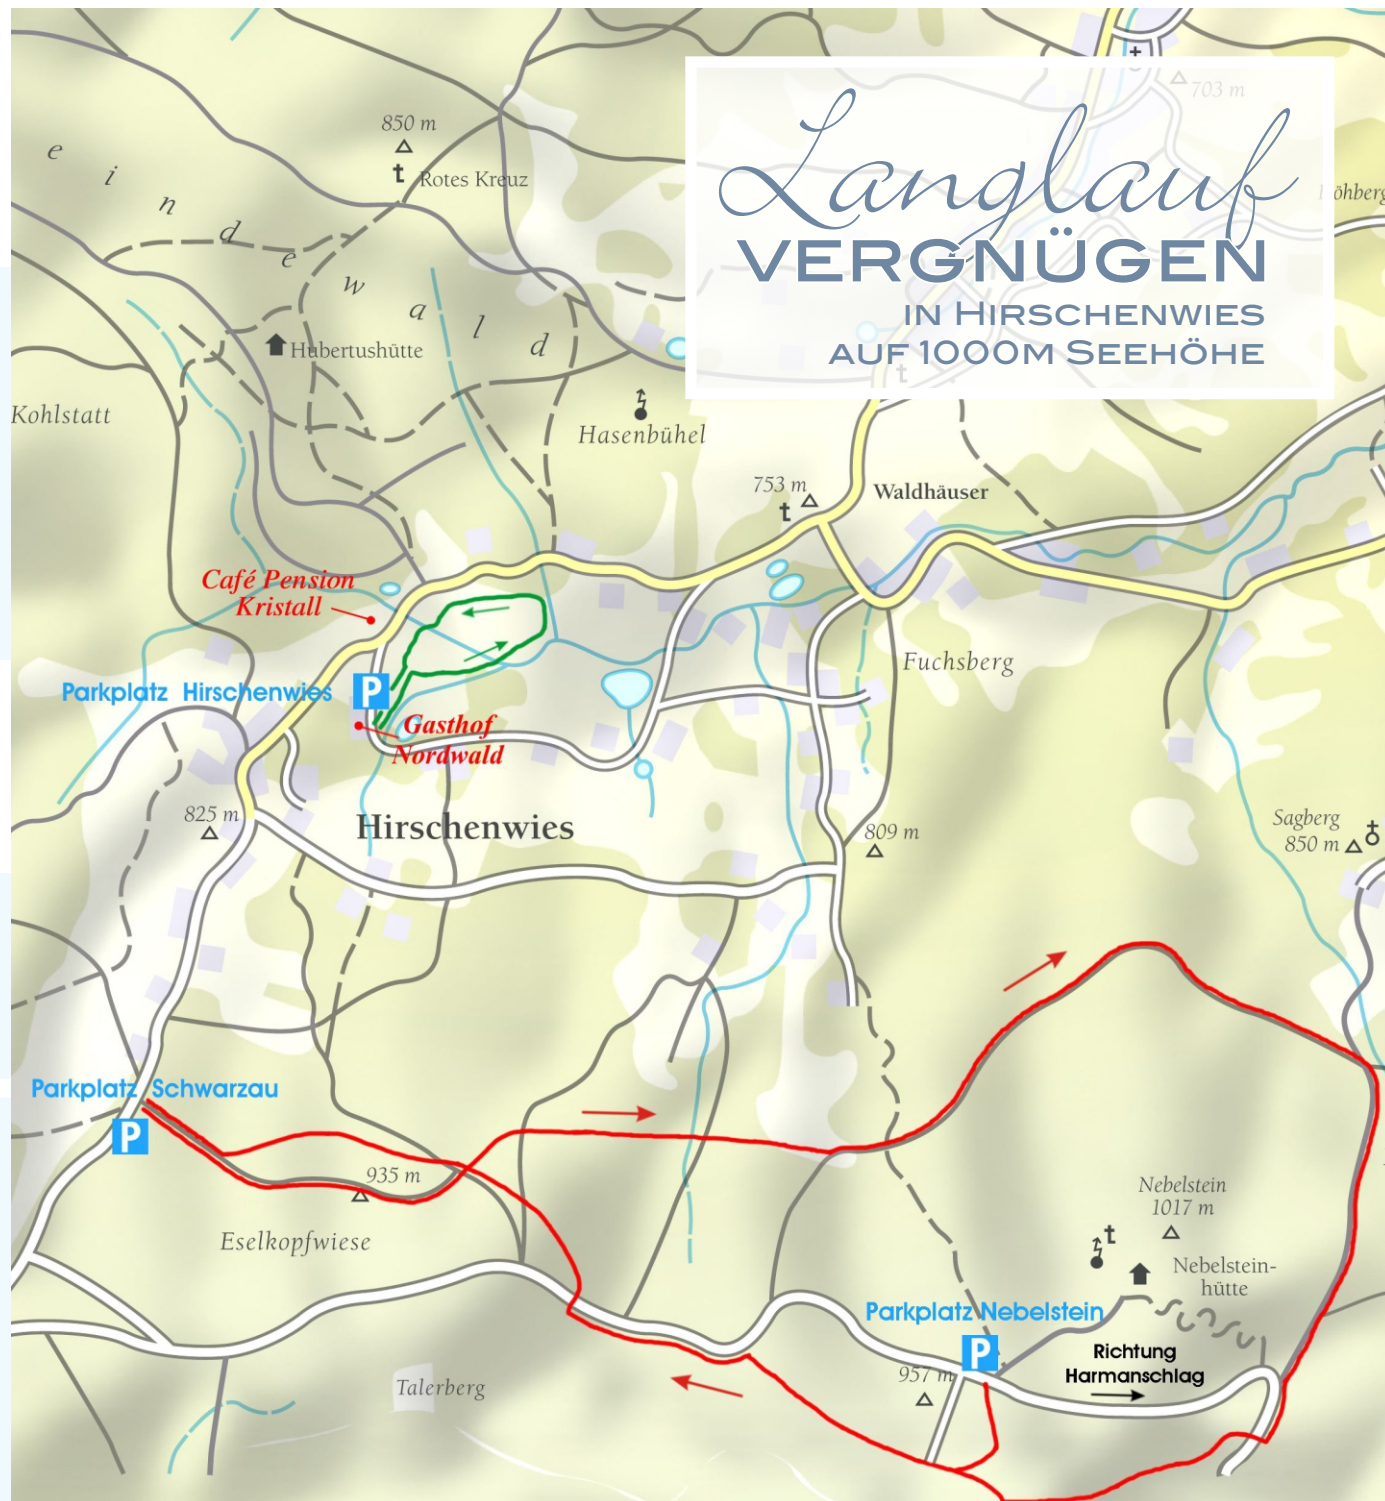 703 m
öhberg
Langlauf
VERGNÜGEN
IN HIRSCHENWIES
AUF 1000M SEEHÖHE
850 m
Rotes Kreuz
e i n d e w a l d
Hubertushütte
Kohlstatt
Hasenbühel
753 m
Waldhäuser
Café Pension
Kristall
Fuchsberg
Parkplatz Hirschenwies
P
Gasthof
Nordwald
825 m
Hirschenwies
809 m
Sagberg
850 m
Parkplatz Schwarzau
P
935 m
Eselkopfwiese
Nebelstein
1017 m
Nebelstein-
hütte
Parkplatz Nebelstein
P
Richtung
Harmanschlag
957 m
Talerberg